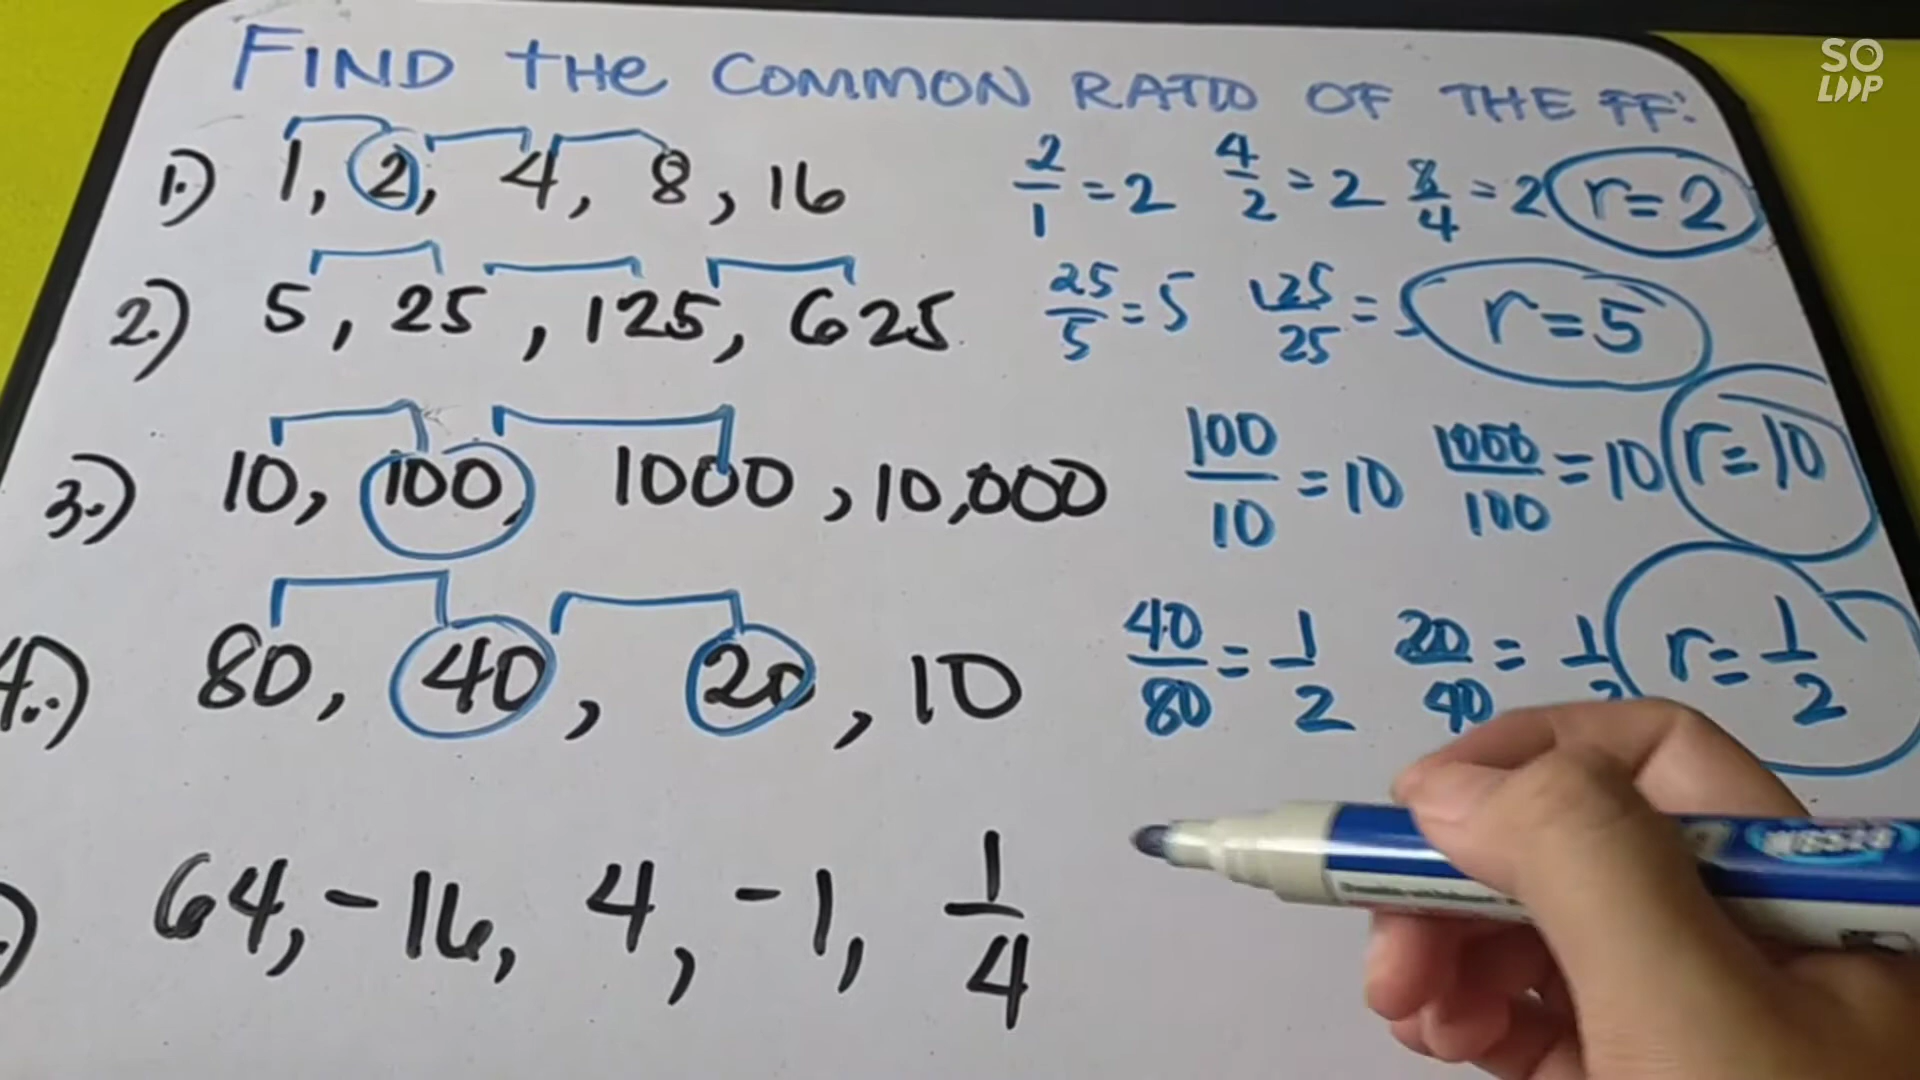 SO
LOOP
FIND THE COMMON RATIO OF THE FF:
1.) 1, 2, 4, 8, 16 2/1 = 2 4/2 = 2 8/4 = 2 r = 2
2.) 5, 25, 125, 625 25/5 = 5 125/25 = 5 r = 5
3.) 10, 100, 1000, 10,000 100/10 = 10 1000/100 = 10 r = 10
4.) 80, 40, 20, 10 40/80 = 1/2 20/40 = 1/2 r = 1/2
64, -16, 4, -1, 1/4